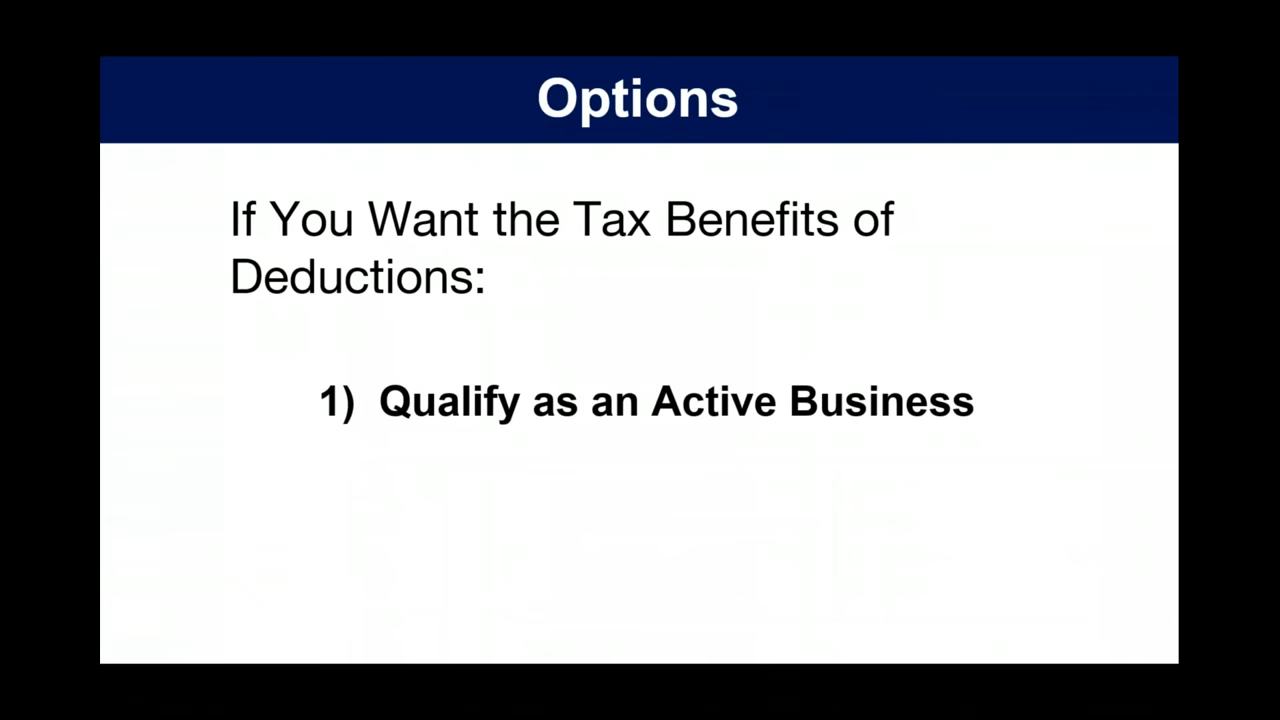 Options
If You Want the Tax Benefits of
Deductions:
1) Qualify as an Active Business